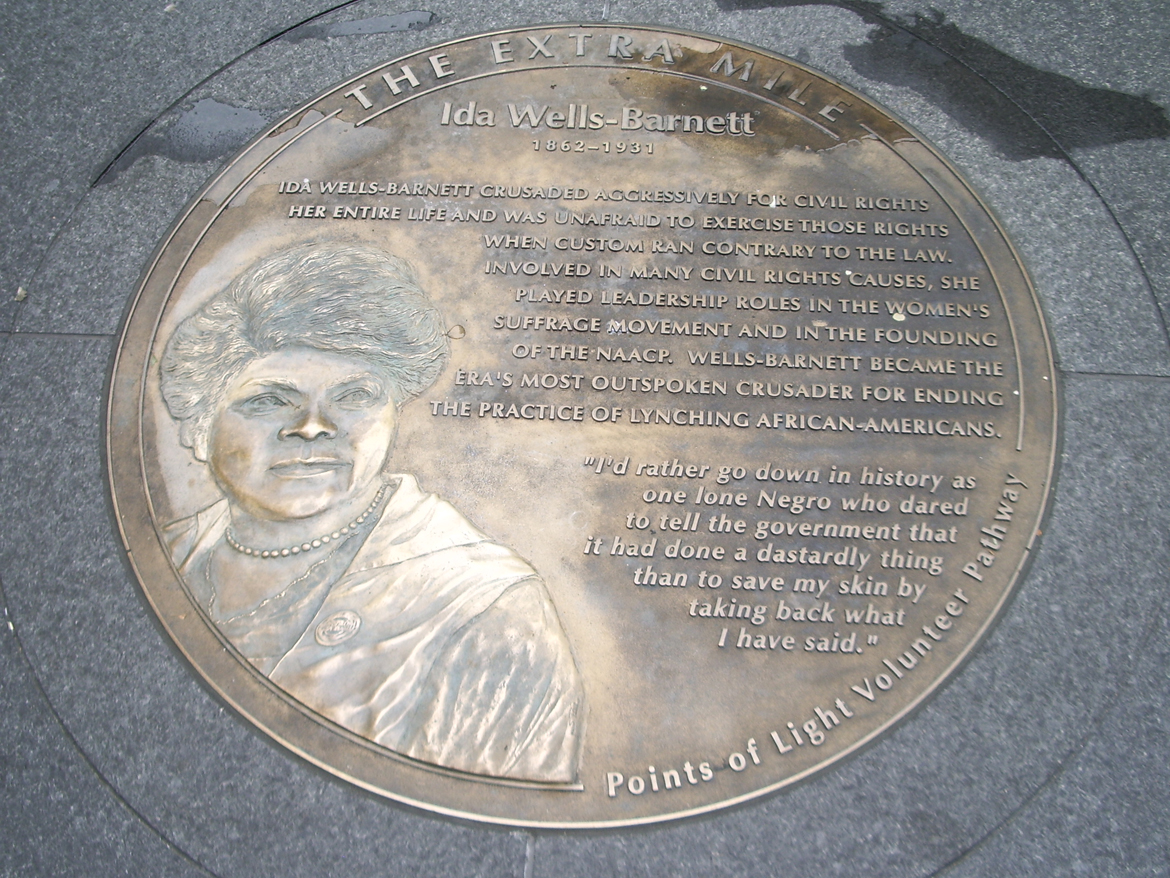 THE EXTRA MILE
Ida Wells-Barnett
1862–1931
IDA WELLS-BARNETT CRUSADED AGGRESSIVELY FOR CIVIL RIGHTS
HER ENTIRE LIFE AND WAS UNAFRAID TO EXERCISE THOSE RIGHTS
WHEN CUSTOM RAN CONTRARY TO THE LAW.
INVOLVED IN MANY CIVIL RIGHTS CAUSES, SHE
PLAYED LEADERSHIP ROLES IN THE WOMEN'S
SUFFRAGE MOVEMENT AND IN THE FOUNDING
OF THE NAACP. WELLS-BARNETT BECAME THE
ERA'S MOST OUTSPOKEN CRUSADER FOR ENDING
THE PRACTICE OF LYNCHING AFRICAN-AMERICANS.
"I'd rather go down in history as
one lone Negro who dared
to tell the government that
it had done a dastardly thing
than to save my skin by
taking back what
I have said."
Points of Light Volunteer Pathway